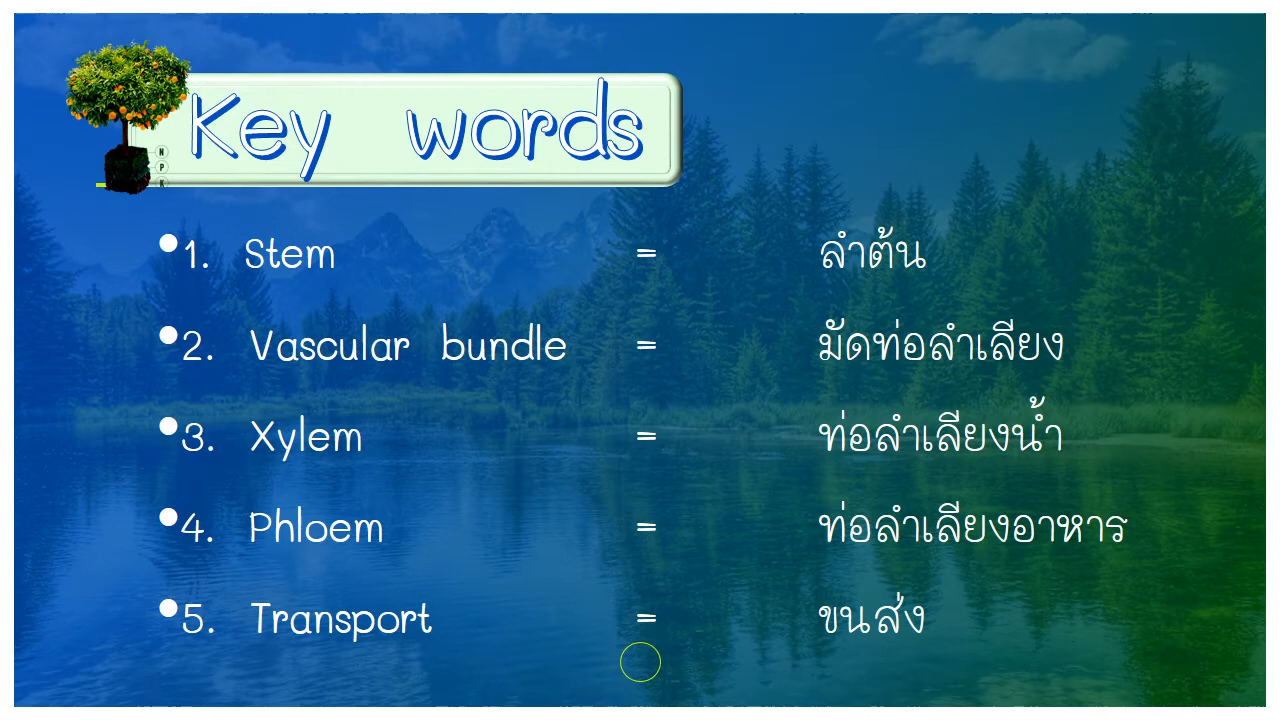 Key words
N
P
K
•1. Stem = ลำต้น
•2. Vascular bundle = มัดท่อลำเลียง
•3. Xylem = ท่อลำเลียงน้ำ
•4. Phloem = ท่อลำเลียงอาหาร
•5. Transport = ขนส่ง